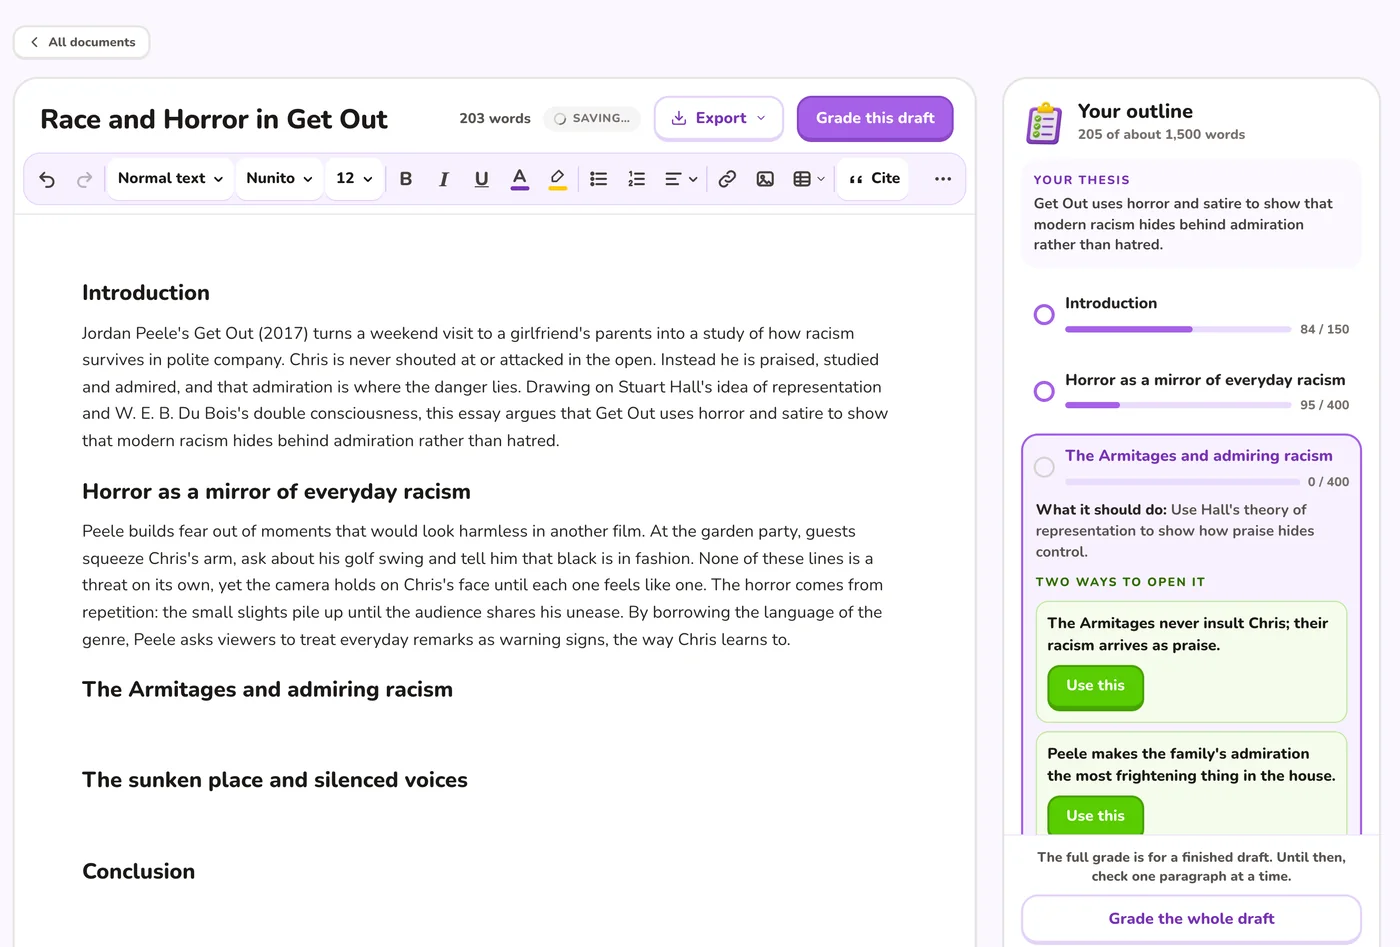 All documents
Race and Horror in Get Out
203 words
SAVING...
Export
Grade this draft
Normal text
Nunito
12
B
I
U
A
Cite
Introduction
Jordan Peele's Get Out (2017) turns a weekend visit to a girlfriend's parents into a study of how racism
survives in polite company. Chris is never shouted at or attacked in the open. Instead he is praised, studied
and admired, and that admiration is where the danger lies. Drawing on Stuart Hall's idea of representation
and W. E. B. Du Bois's double consciousness, this essay argues that Get Out uses horror and satire to show
that modern racism hides behind admiration rather than hatred.
Horror as a mirror of everyday racism
Peele builds fear out of moments that would look harmless in another film. At the garden party, guests
squeeze Chris's arm, ask about his golf swing and tell him that black is in fashion. None of these lines is a
threat on its own, yet the camera holds on Chris's face until each one feels like one. The horror comes from
repetition: the small slights pile up until the audience shares his unease. By borrowing the language of the
genre, Peele asks viewers to treat everyday remarks as warning signs, the way Chris learns to.
The Armitages and admiring racism
The sunken place and silenced voices
Conclusion
Your outline
205 of about 1,500 words
YOUR THESIS
Get Out uses horror and satire to show that
modern racism hides behind admiration
rather than hatred.
Introduction
84 / 150
Horror as a mirror of everyday racism
95 / 400
The Armitages and admiring racism
0 / 400
What it should do: Use Hall's theory of
representation to show how praise hides
control.
TWO WAYS TO OPEN IT
The Armitages never insult Chris; their
racism arrives as praise.
Use this
Peele makes the family's admiration
the most frightening thing in the house.
Use this
The full grade is for a finished draft. Until then,
check one paragraph at a time.
Grade the whole draft